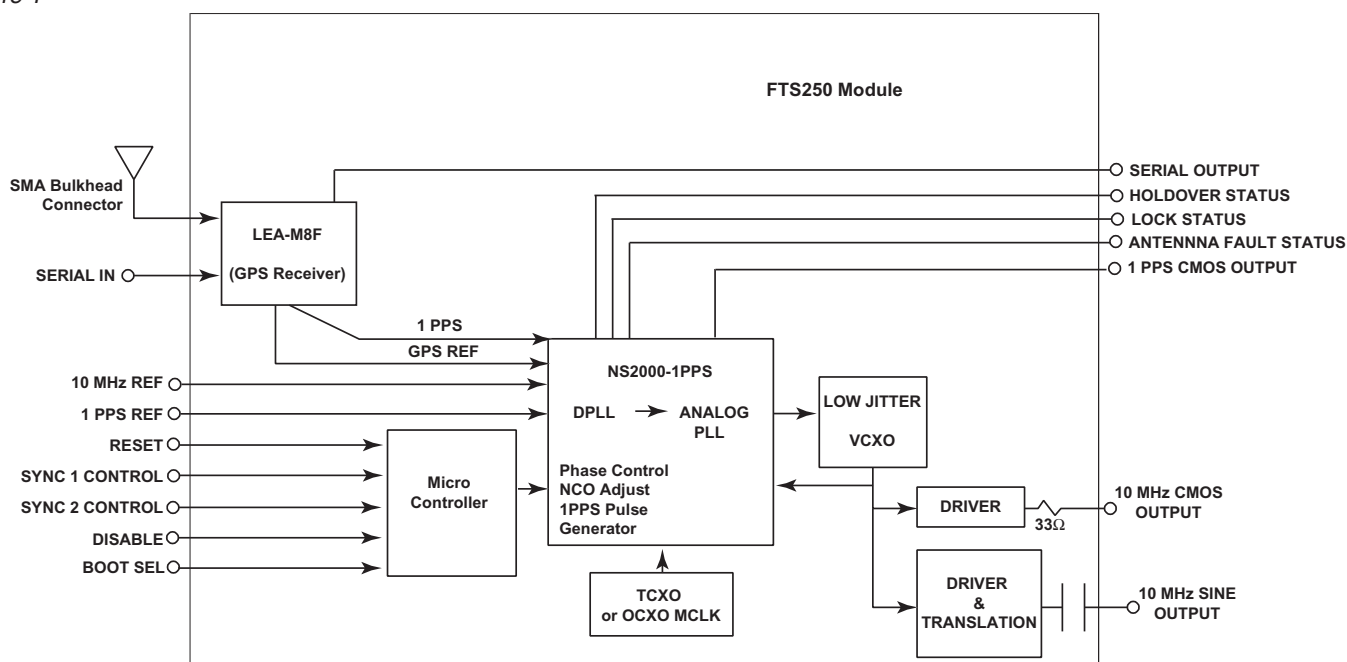 FTS250 Module
SMA Bulkhead
Connector
SERIAL IN
LEA-M8F
(GPS Receiver)
SERIAL OUTPUT
HOLDOVER STATUS
LOCK STATUS
ANTENNNA FAULT STATUS
1 PPS CMOS OUTPUT
1 PPS
GPS REF
10 MHz REF
1 PPS REF
RESET
SYNC 1 CONTROL
SYNC 2 CONTROL
DISABLE
BOOT SEL
Micro
Controller
NS2000-1PPS
DPLL
ANALOG
PLL
Phase Control
NCO Adjust
1PPS Pulse
Generator
LOW JITTER
VCXO
DRIVER
33Ω
10 MHz CMOS
OUTPUT
TCXO
or OCXO MCLK
DRIVER
&
TRANSLATION
10 MHz SINE
OUTPUT